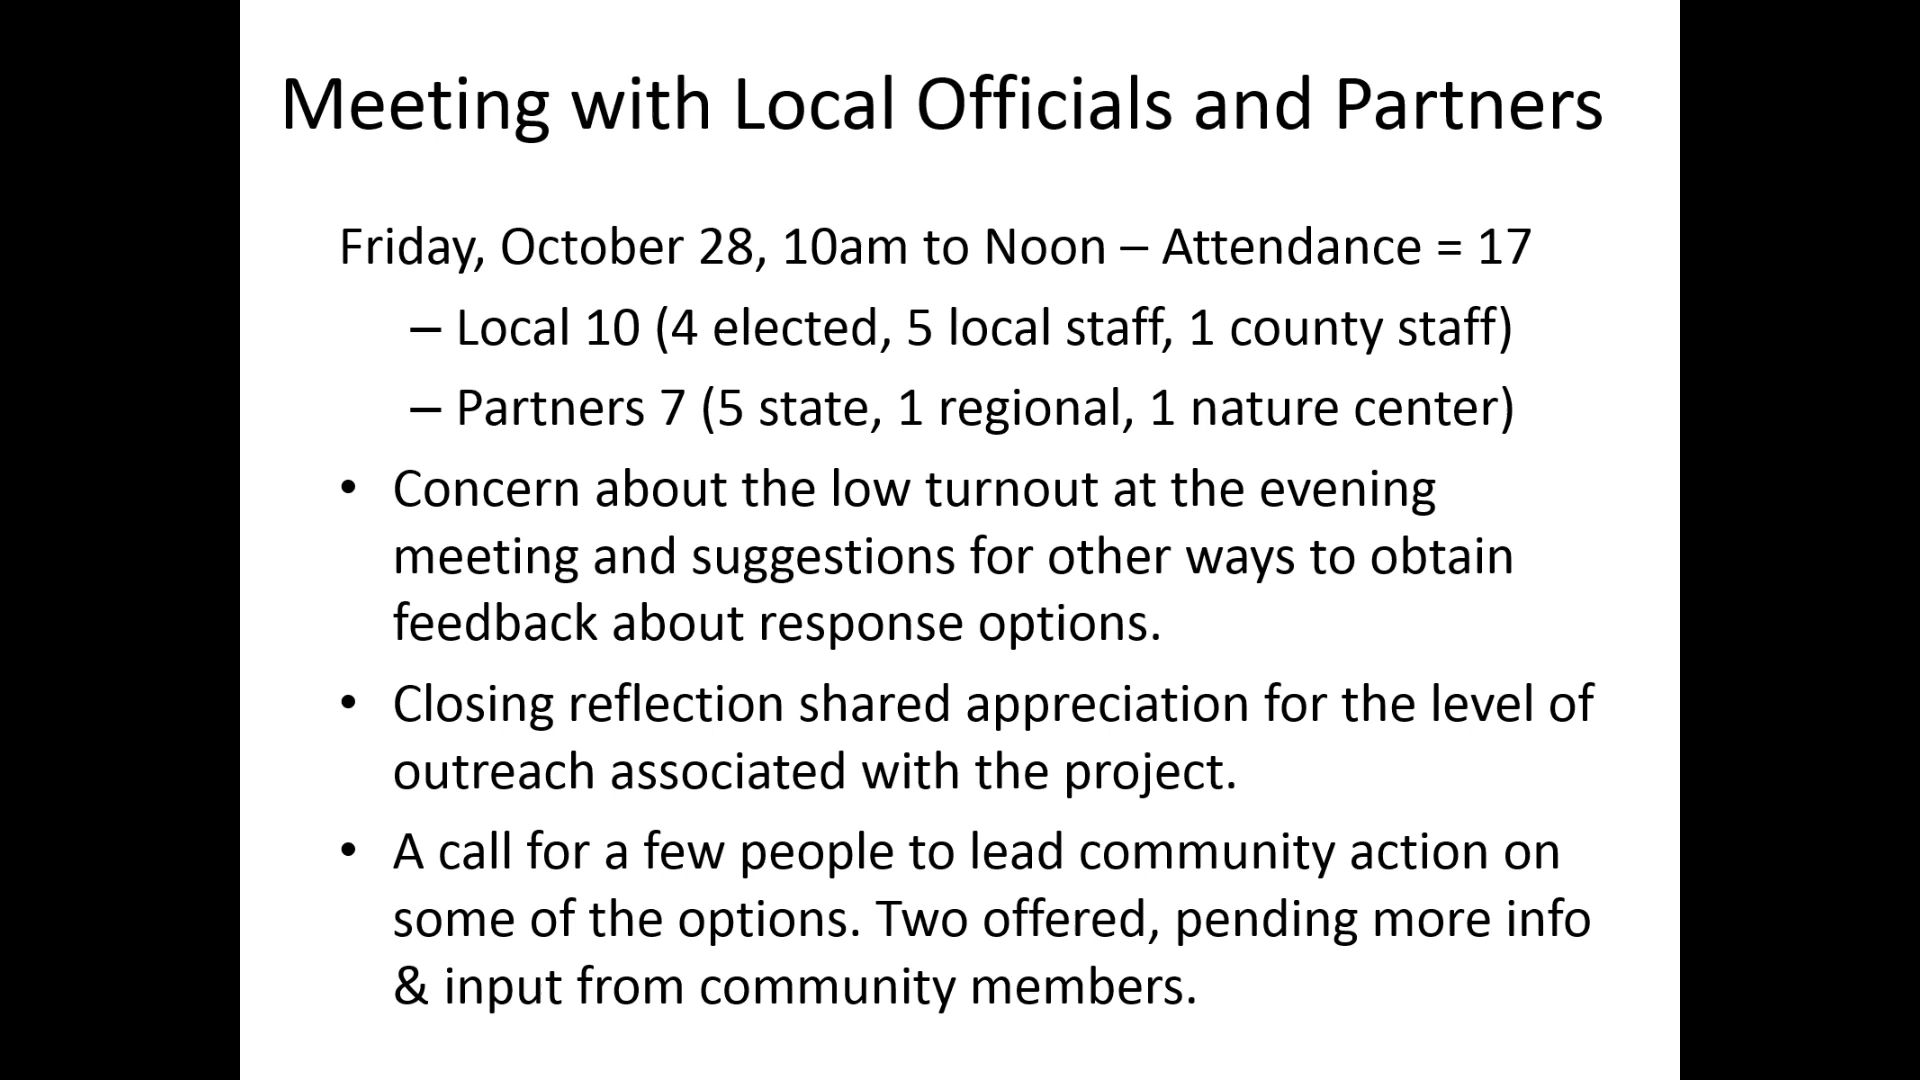 Meeting with Local Officials and Partners
Friday, October 28, 10am to Noon – Attendance = 17
– Local 10 (4 elected, 5 local staff, 1 county staff)
– Partners 7 (5 state, 1 regional, 1 nature center)
• Concern about the low turnout at the evening
meeting and suggestions for other ways to obtain
feedback about response options.
• Closing reflection shared appreciation for the level of
outreach associated with the project.
• A call for a few people to lead community action on
some of the options. Two offered, pending more info
& input from community members.